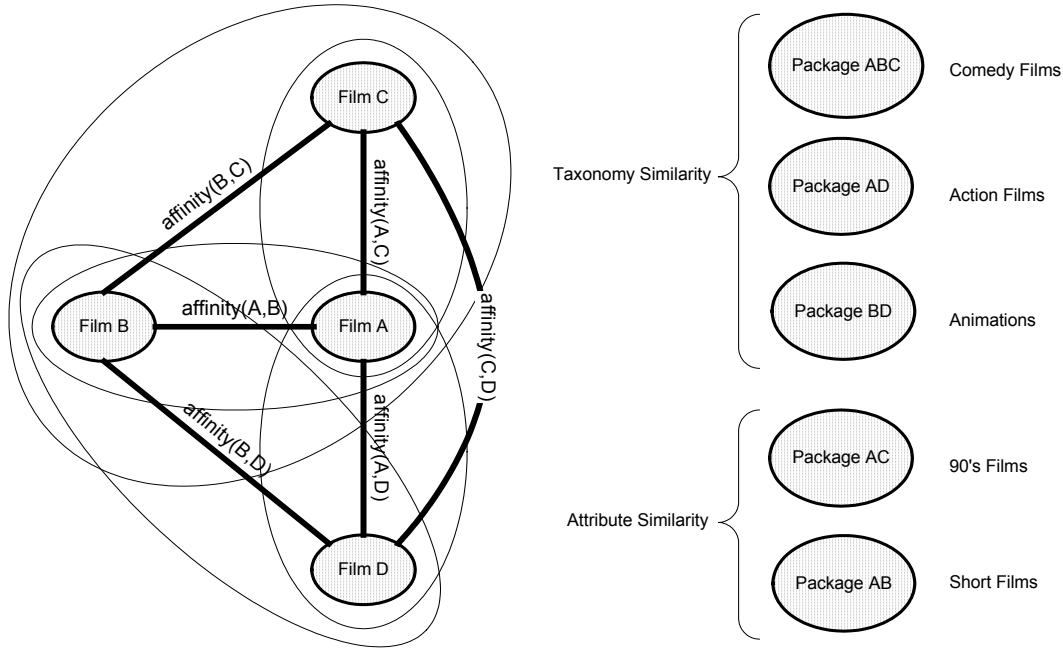 Film C
affinity(B,C)
affinity(A,C)
affinity(A,B)
Film B
Film A
affinity(C,D)
affinity(B,D)
affinity(A,D)
Film D
Taxonomy Similarity
Package ABC
Comedy Films
Package AD
Action Films
Package BD
Animations
Attribute Similarity
Package AC
90's Films
Package AB
Short Films